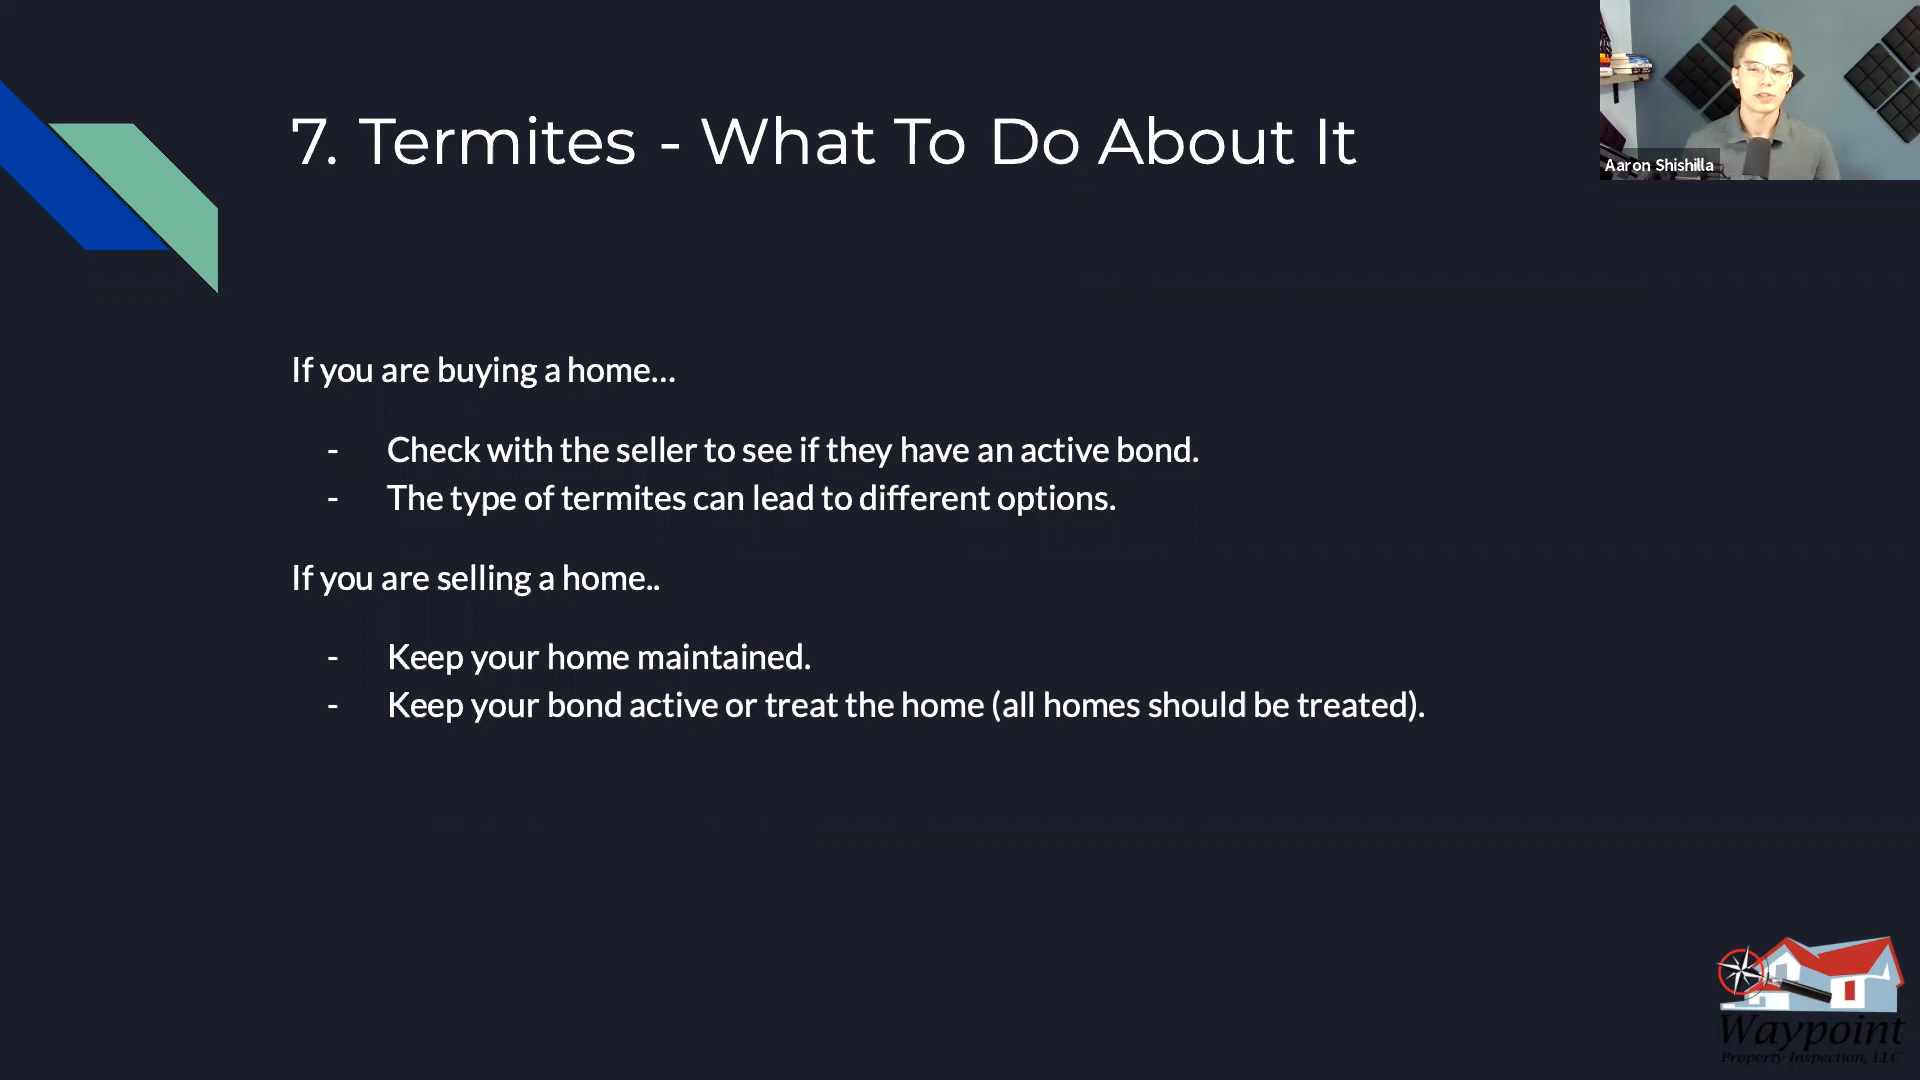 7. Termites - What To Do About It
Aaron Shishilla
If you are buying a home...
- Check with the seller to see if they have an active bond.
- The type of termites can lead to different options.
If you are selling a home..
- Keep your home maintained.
- Keep your bond active or treat the home (all homes should be treated).
Waypoint
Property Inspection, LLC